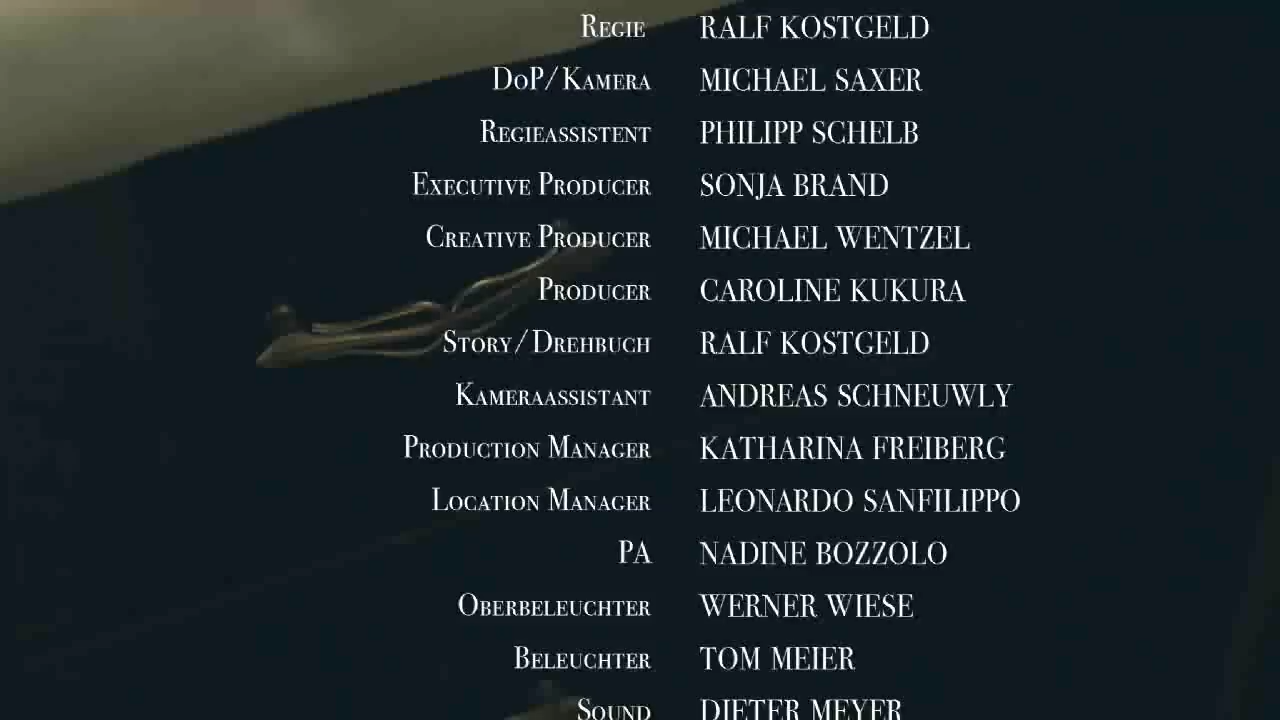 Regie RALF KOSTGELD
DoP/Kamera MICHAEL SAXER
Regieassistent PHILIPP SCHELB
Executive Producer SONJA BRAND
Creative Producer MICHAEL WENTZEL
Producer CAROLINE KUKURA
Story/Drehbuch RALF KOSTGELD
Kameraassistant ANDREAS SCHNEUWLY
Production Manager KATHARINA FREIBERG
Location Manager LEONARDO SANFILIPPO
PA NADINE BOZZOLO
Oberbeleuchter WERNER WIESE
Beleuchter TOM MEIER
Sound DIETER MEYER